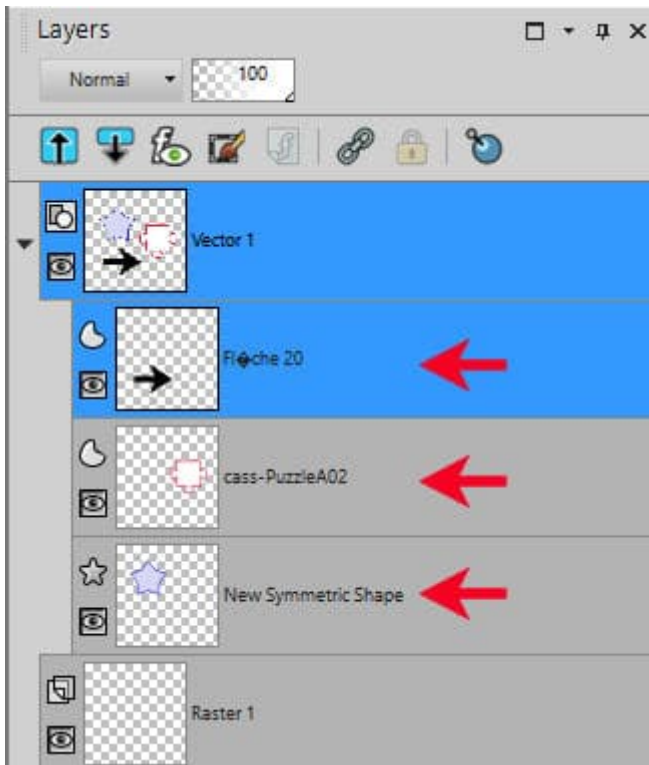 Layers
Normal
100
Vector 1
Fl�che 20
cass-PuzzleA02
New Symmetric Shape
Raster 1